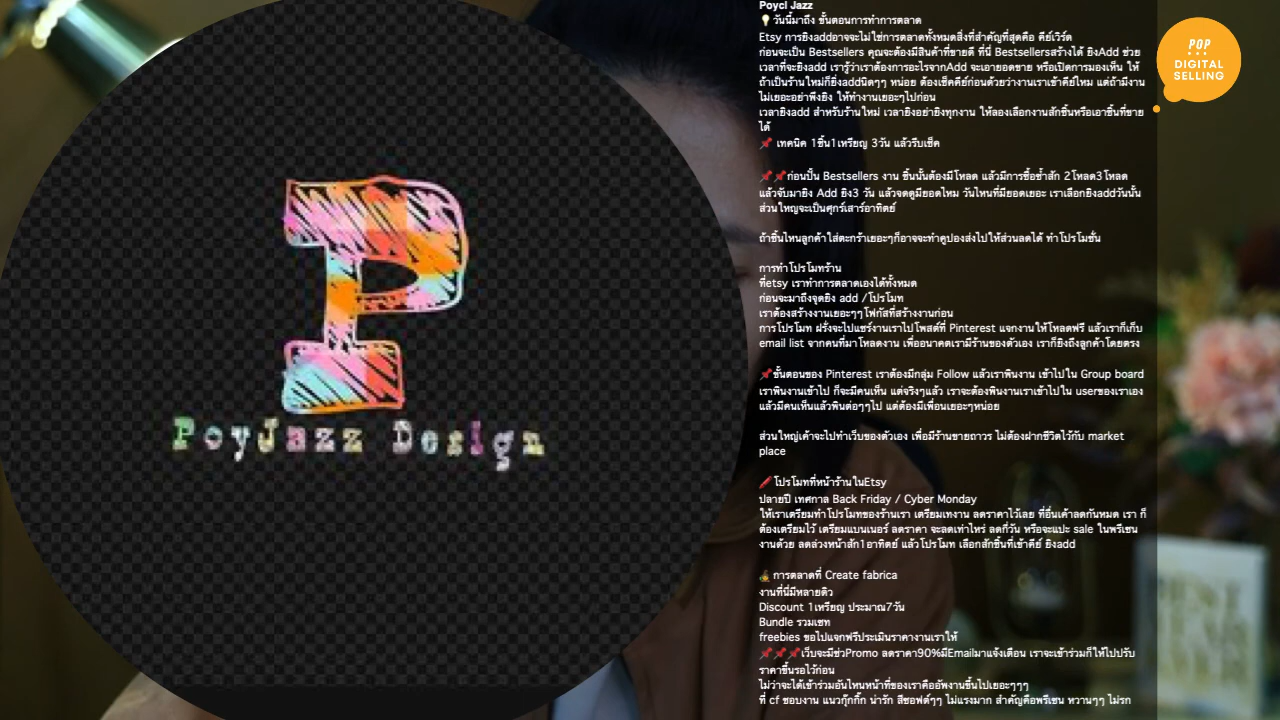 PoyJazz Design
Poycl Jazz
💡วันนี้มาถึง ขั้นตอนการทำการตลาด
Etsy การยิงaddอาจจะไม่ใช่การตลาดทั้งหมดสิ่งที่สำคัญที่สุดคือ คีย์เวิร์ด
ก่อนจะเป็น Bestsellers คุณจะต้องมีสินค้าที่ขายดี ที่นี่ Bestsellersสร้างได้ ยิงAdd ช่วย
เวลาที่จะยิงadd เรารู้ว่าเราต้องการอะไรจากAdd จะเอายอดขาย หรือเปิดการมองเห็น ให้
ถ้าเป็นร้านใหม่ก็ยิ่งaddนิดๆๆ หน่อย ต้องเช็คคีย์ก่อนด้วยว่างานเราเข้าคีย์ไหม แต่ถ้ามีงาน
ไม่เยอะอย่าพึงยิง ให้ทำงานเยอะๆไปก่อน
เวลายิงadd สำหรับร้านใหม่ เวลายิงอย่ายิงทุกงาน ให้ลองเลือกงานสักชิ้นหรือเอาชิ้นที่ขาย
ได้
📌 เทคนิค 1ชิ้น1เหรียญ 3วัน แล้วรีบเช็ค
📌📌ก่อนปั้น Bestsellers งาน ชิ้นนั้นต้องมีโหลด แล้วมีการซื้อซ้ำสัก 2โหลด3โหลด
แล้วจับมายิง Add ยิง3 วัน แล้วจดดูมียอดไหม วันไหนที่มียอดเยอะ เราเลือกยิงaddวันนั้น
ส่วนใหญจะเป็นศุกร์เสาร์อาทิตย์
ถ้าชิ้นไหนลูกค้าใส่ตะกร้าเยอะๆก็อาจจะทำคูปองส่งไปให้ส่วนลดได้ ทำโปรโมชั่น
การทำโปรโมทร้าน
ที่etsy เราทำการตลาดเองได้ทั้งหมด
ก่อนจะมาถึงจุดยิง add /โปรโมท
เราต้องสร้างงานเยอะๆๆโฟกัสที่สร้างงานก่อน
การโปรโมท ฝรั่งจะไปแชร์งานเราไปโพสต์ที่ Pinterest แจกงานให้โหลดฟรี แล้วเราก็เก็บ
email list จากคนที่มาโหลดงาน เพื่ออนาคตเรามีร้านของตัวเอง เราก็ยิงถึงลูกค้าโดยตรง
📌ขั้นตอนของ Pinterest เราต้องมีกลุ่ม Follow แล้วเราพินงาน เข้าไปใน Group board
เราพินงานเข้าไป ก็จะมีคนเห็น แต่จริงๆแล้ว เราจะต้องพินงานเราเข้าไปใน userของเราเอง
แล้วมีคนเห็นแล้วพินต่อๆๆไป แต่ต้องมีเพื่อนเยอะๆหน่อย
ส่วนใหญ่เค้าจะไปทำเว็บของตัวเอง เพื่อมีร้านขายถาวร ไม่ต้องฝากชีวิตไว้กับ market
place
🧨โปรโมทที่หน้าร้านในEtsy
ปลายปี เทศกาล Back Friday / Cyber Monday
ให้เราเตรียมทำโปรโมทของร้านเรา เตรียมเทงาน ลดราคาไว้เลย ที่อื่นเค้าลดกันหมด เรา ก็
ต้องเตรียมไว้ เตรียมแบนเนอร์ ลดราคา จะลดเท่าไหร่ ลดกี่วัน หรือจะแปะ sale ในพรีเซน
งานด้วย ลดล่วงหน้าสัก1อาทิตย์ แล้วโปรโมท เลือกสักชิ้นที่เข้าคีย์ ยิงadd
การตลาดที่ Create fabrica
งานที่นี่มีหลายตัว
Discount 1เหรียญ ประมาณ7วัน
Bundle รวมเซท
freebies ขอไปแจกฟรีประเมินราคางานเราให้
📌📌📌เว็บจะมีช่วPromo ลดราคา90%มีEmailมาแจ้งเตือน เราจะเข้าร่วมก็ให้ไปปรับ
ราคาขึ้นรอไว้ก่อน
ไม่ว่าจะได้เข้าร่วมอันไหนหน้าที่ของเราคืออัพงานขึ้นไปเยอะๆๆๆ
ที่ cf ชอบงาน แนวกุ๊กกิ๊ก น่ารัก สีซอฟต์ๆๆ ไม่แรงมาก สำคัญคือพรีเซน หวานๆๆ ไม่รก
POP
DIGITAL
SELLING